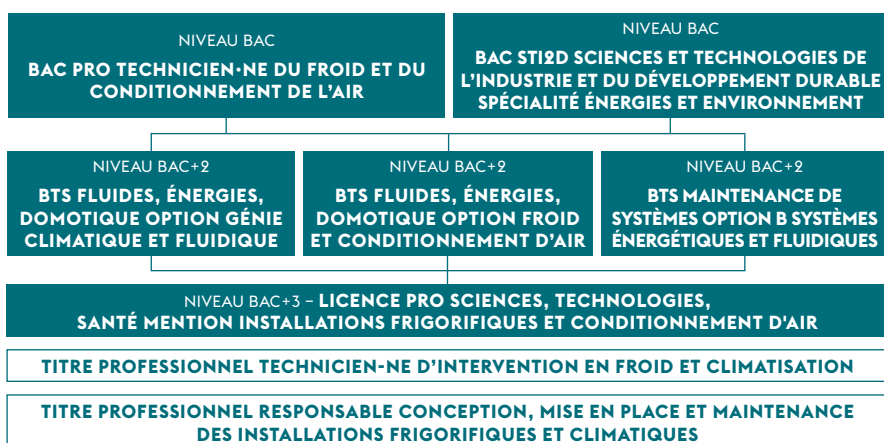 NIVEAU BAC
BAC PRO TECHNICIEN·NE DU FROID ET DU
CONDITIONNEMENT DE L'AIR
NIVEAU BAC
BAC STI2D SCIENCES ET TECHNOLOGIES DE
L'INDUSTRIE ET DU DÉVELOPPEMENT DURABLE
SPÉCIALITÉ ÉNERGIES ET ENVIRONNEMENT
NIVEAU BAC+2
BTS FLUIDES, ÉNERGIES,
DOMOTIQUE OPTION GÉNIE
CLIMATIQUE ET FLUIDIQUE
NIVEAU BAC+2
BTS FLUIDES, ÉNERGIES,
DOMOTIQUE OPTION FROID
ET CONDITIONNEMENT D'AIR
NIVEAU BAC+2
BTS MAINTENANCE DE
SYSTÈMES OPTION B SYSTÈMES
ÉNERGÉTIQUES ET FLUIDIQUES
NIVEAU BAC+3 – LICENCE PRO SCIENCES, TECHNOLOGIES,
SANTÉ MENTION INSTALLATIONS FRIGORIFIQUES ET CONDITIONNEMENT D'AIR
TITRE PROFESSIONNEL TECHNICIEN-NE D'INTERVENTION EN FROID ET CLIMATISATION
TITRE PROFESSIONNEL RESPONSABLE CONCEPTION, MISE EN PLACE ET MAINTENANCE
DES INSTALLATIONS FRIGORIFIQUES ET CLIMATIQUES